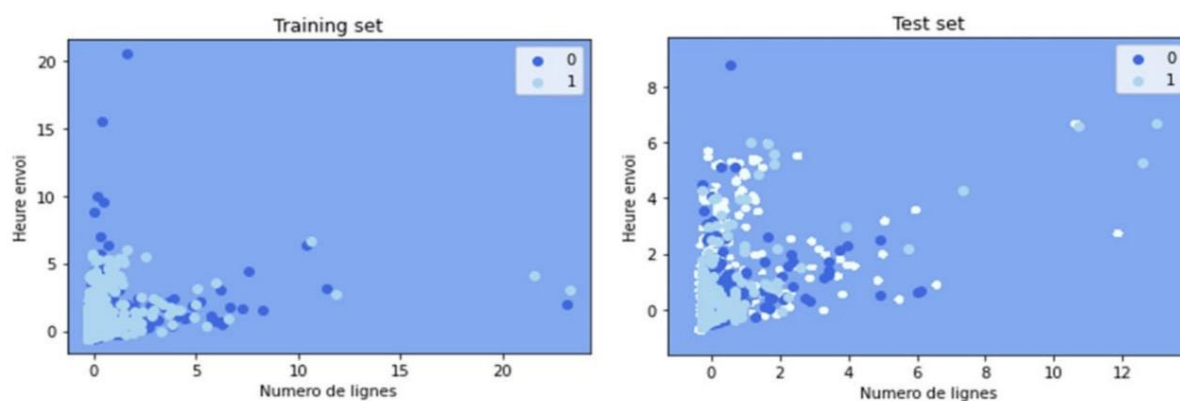 Training set
20
15
10
5
0
Heure envoi
0
1
0 5 10 15 20
Numero de lignes
Test set
8
6
4
2
0
Heure envoi
0
1
0 2 4 6 8 10 12
Numero de lignes